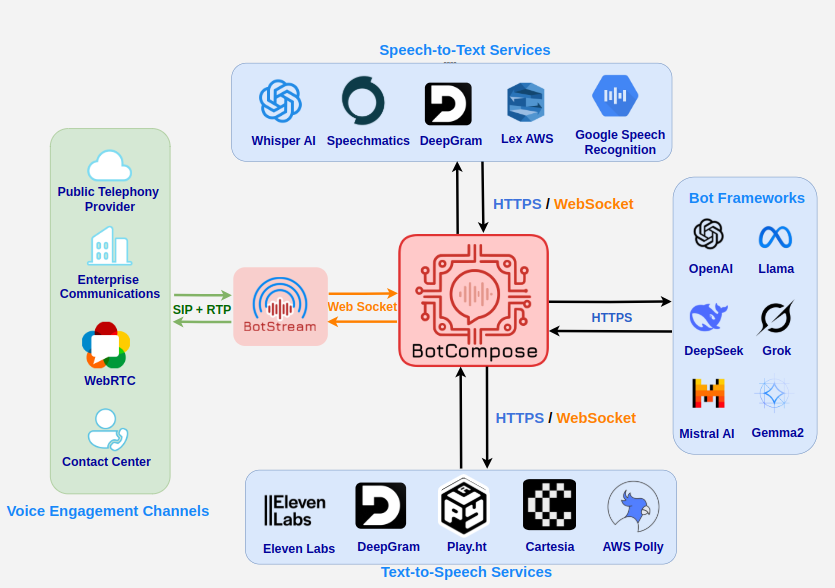 Speech-to-Text Services
Whisper AI
Speechmatics
DeepGram
Lex AWS
Google Speech
Recognition
Public Telephony
Provider
Enterprise
Communications
WebRTC
Contact Center
Voice Engagement Channels
SIP + RTP
BotStream
Web Socket
HTTPS / WebSocket
BotCompose
HTTPS
Bot Frameworks
OpenAI
Llama
DeepSeek
Grok
Mistral AI
Gemma2
HTTPS / WebSocket
IIEleven
Labs
Eleven Labs
DeepGram
PlAY
Play.ht
Cartesia
AWS Polly
Text-to-Speech Services